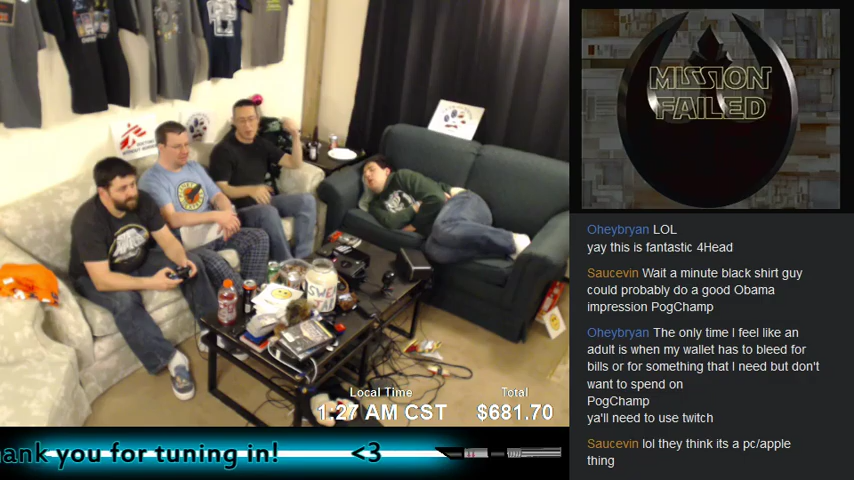 MISSION
FAILED
Oheybryan LOL
yay this is fantastic 4Head
Saucevin Wait a minute black shirt guy
could probably do a good Obama
impression PogChamp
Oheybryan The only time I feel like an
adult is when my wallet has to bleed for
bills or for something that I need but don't
want to spend on
PogChamp
ya'll need to use twitch
Saucevin lol they think its a pc/apple
thing
SWEAR
Local Time
1:27 AM CST
Total
$681.70
ank you for tuning in!
<3